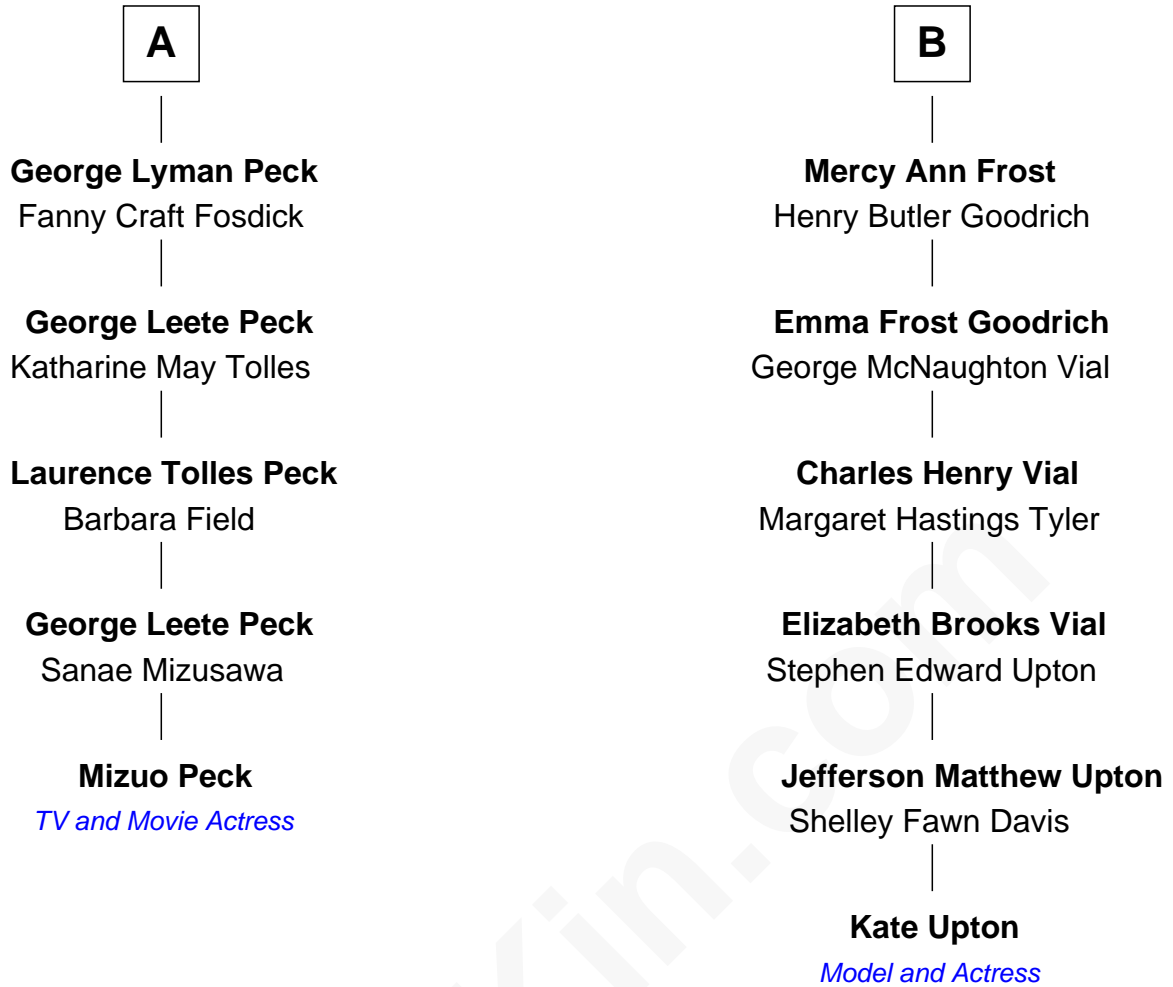 A
George Lyman Peck
Fanny Craft Fosdick
George Leete Peck
Katharine May Tolles
Laurence Tolles Peck
Barbara Field
George Leete Peck
Sanae Mizusawa
Mizuo Peck
TV and Movie Actress
B
Mercy Ann Frost
Henry Butler Goodrich
Emma Frost Goodrich
George McNaughton Vial
Charles Henry Vial
Margaret Hastings Tyler
Elizabeth Brooks Vial
Stephen Edward Upton
Jefferson Matthew Upton
Shelley Fawn Davis
Kate Upton
Model and Actress
Kin.com